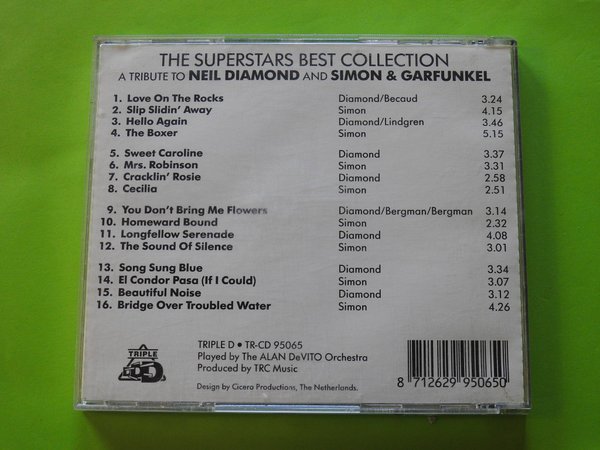 THE SUPERSTARS BEST COLLECTION
A TRIBUTE TO NEIL DIAMOND AND SIMON & GARFUNKEL
1. Love On The Rocks Diamond/Becaud 3.24
2. Slip Slidin' Away Simon 4.15
3. Hello Again Diamond/Lindgren 3.46
4. The Boxer Simon 5.15
5. Sweet Caroline Diamond 3.37
6. Mrs. Robinson Simon 3.31
7. Cracklin' Rosie Diamond 2.58
8. Cecilia Simon 2.51
9. You Don't Bring Me Flowers Diamond/Bergman/Bergman 3.14
10. Homeward Bound Simon 2.32
11. Longfellow Serenade Diamond 4.08
12. The Sound Of Silence Simon 3.01
13. Song Sung Blue Diamond 3.34
14. El Condor Pasa (If I Could) Simon 3.07
15. Beautiful Noise Diamond 3.12
16. Bridge Over Troubled Water Simon 4.26
TRIPLE D
TRIPLE D • TR-CD 95065
Played by The ALAN DeVITO Orchestra
Produced by TRC Music
Design by Cicero Productions, The Netherlands.
8 712629 950650